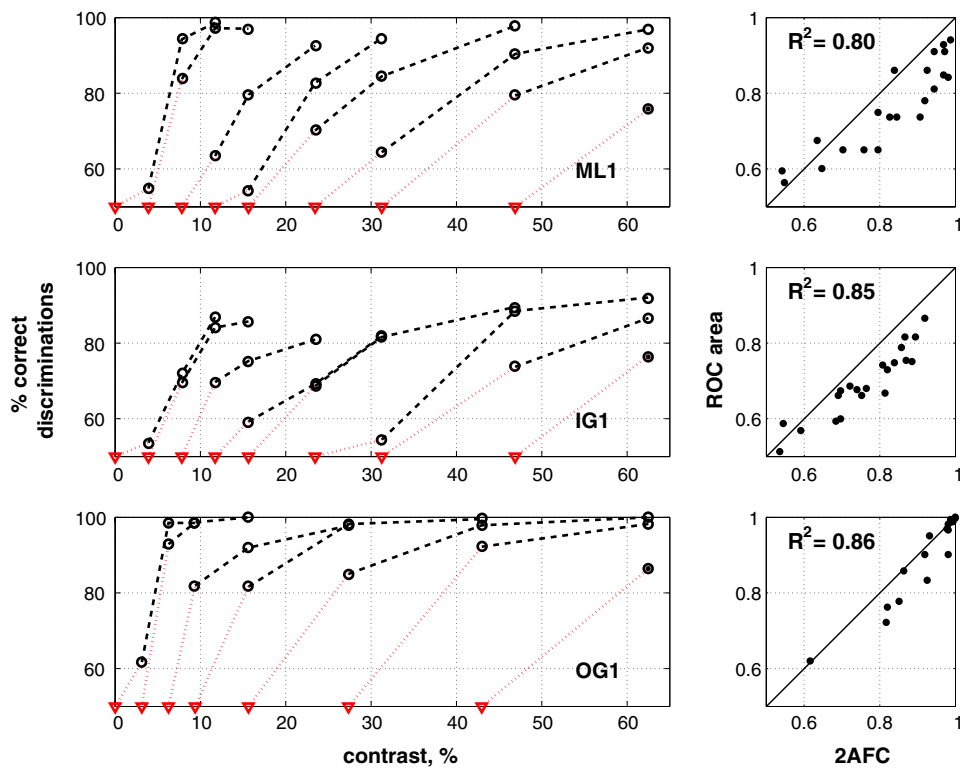 100
80
60
0 10 20 30 40 50 60
ML1
1
0.8
0.6
0.6 0.8 1
R2 = 0.80
100
80
60
0 10 20 30 40 50 60
IG1
% correct
discriminations
1
0.8
0.6
0.6 0.8 1
R2 = 0.85
ROC area
100
80
60
0 10 20 30 40 50 60
OG1
contrast, %
1
0.8
0.6
0.6 0.8 1
R2 = 0.86
2AFC